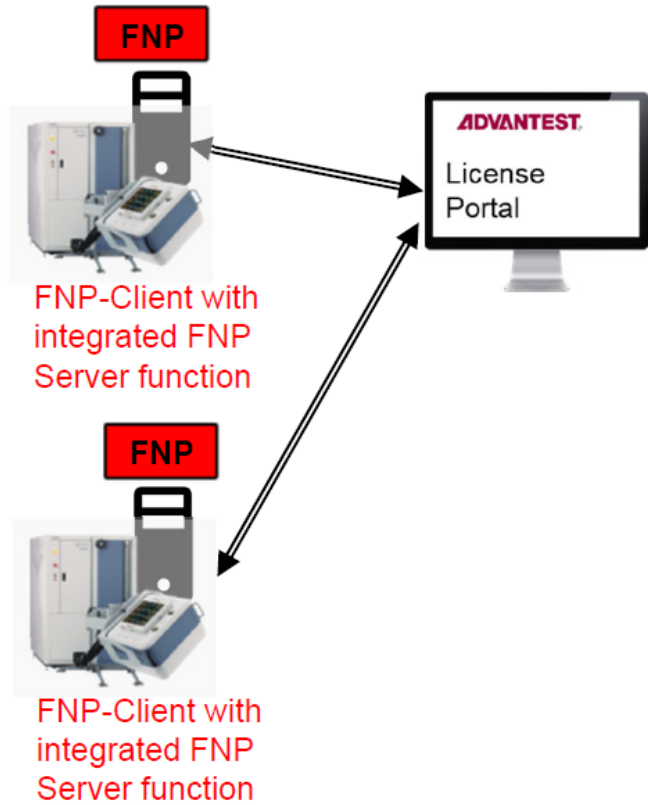 FNP
ADVANTEST
License
Portal
FNP-Client with
integrated FNP
Server function
FNP
FNP-Client with
integrated FNP
Server function